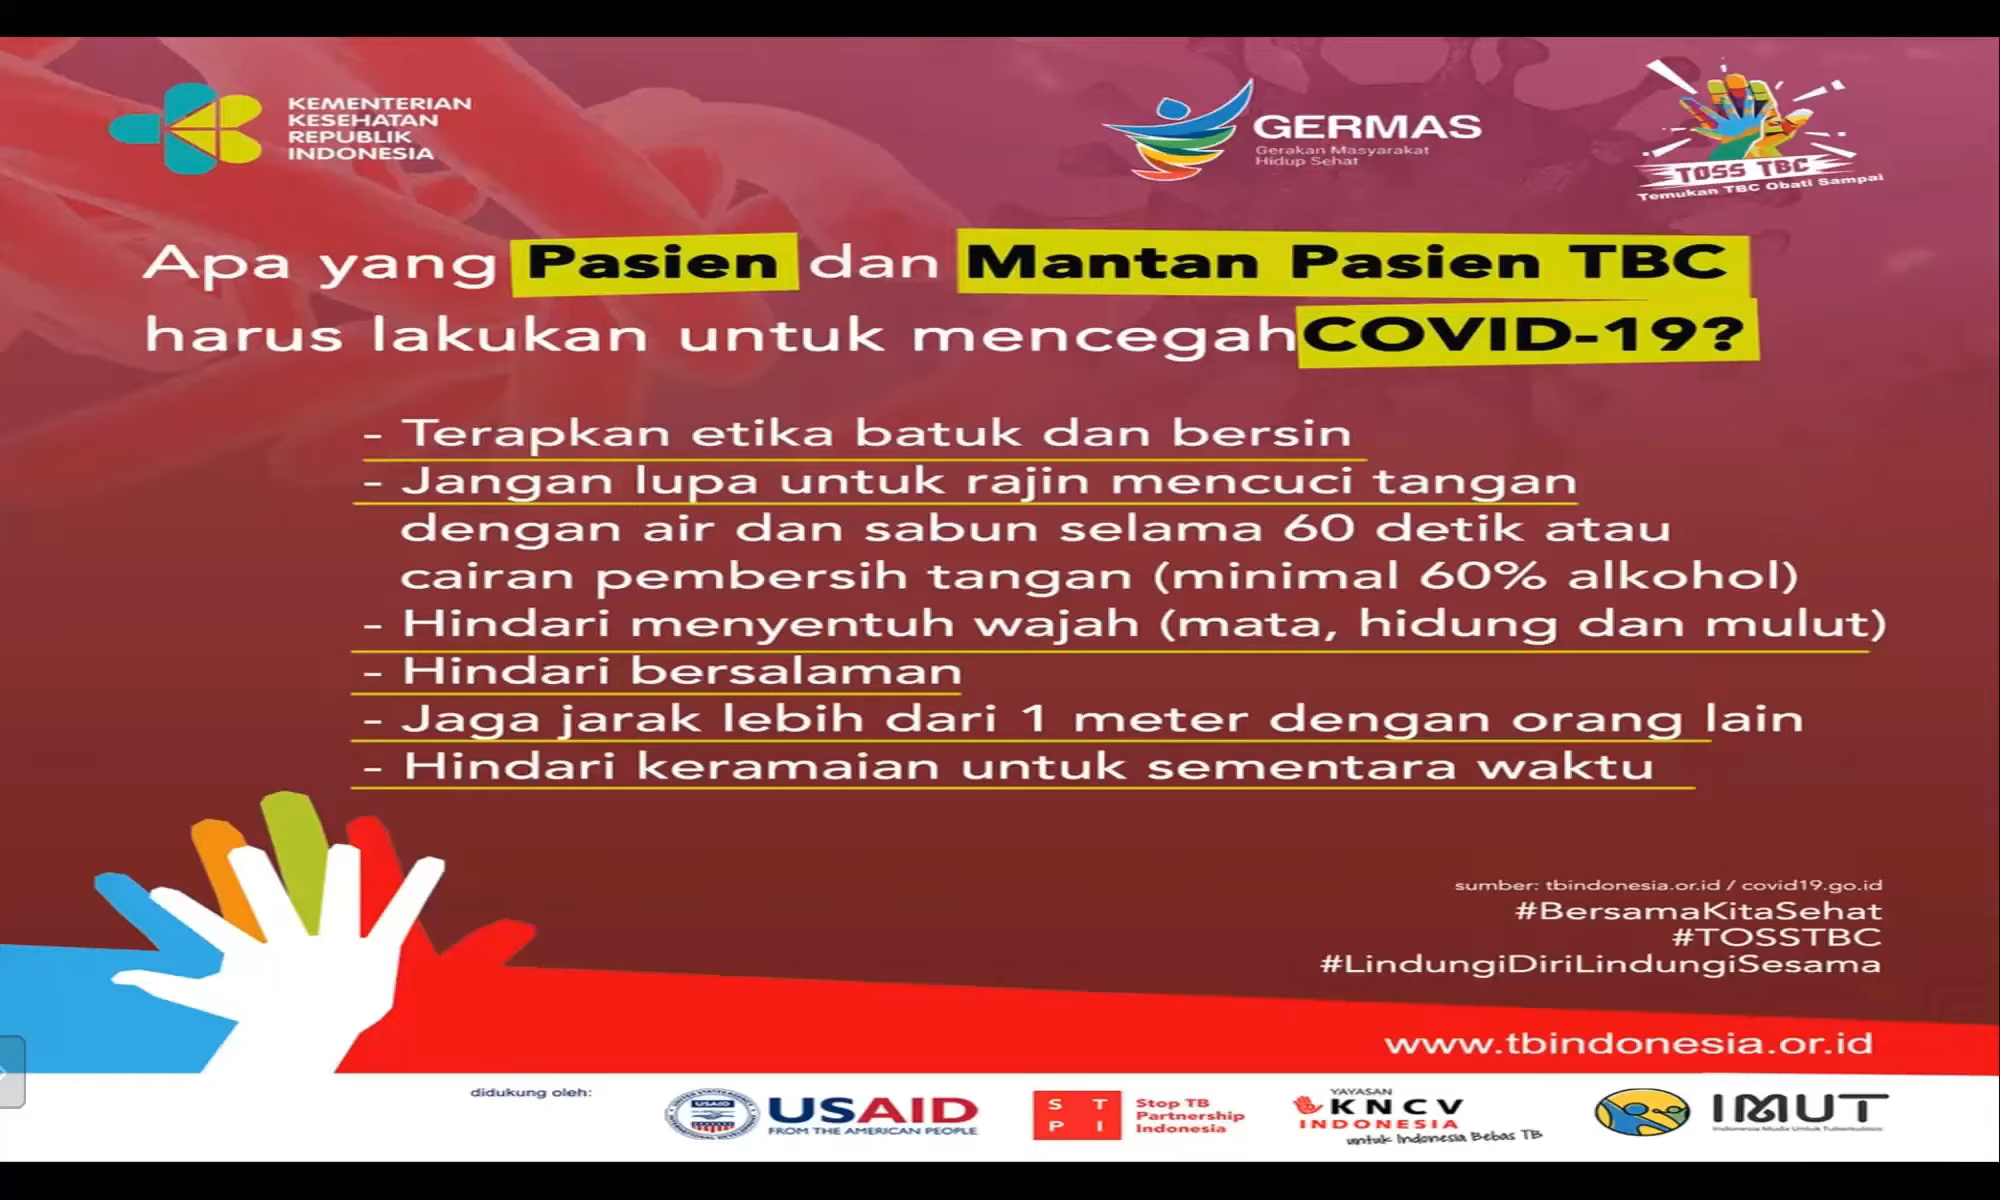 KEMENTERIAN
KESEHATAN
REPUBLIK
INDONESIA
GERMAS
Gerakan Masyarakat
Hidup Sehat
TOSS TBC
Temukan TBC Obati Sampai
Apa yang Pasien dan Mantan Pasien TBC
harus lakukan untuk mencegah COVID-19?
- Terapkan etika batuk dan bersin
- Jangan lupa untuk rajin mencuci tangan
dengan air dan sabun selama 60 detik atau
cairan pembersih tangan (minimal 60% alkohol)
- Hindari menyentuh wajah (mata, hidung dan mulut)
- Hindari bersalaman
- Jaga jarak lebih dari 1 meter dengan orang lain
- Hindari keramaian untuk sementara waktu
sumber: tbindonesia.or.id / covid19.go.id
#BersamaKitaSehat
#TOSSTBC
#LindungiDiriLindungiSesama
www.tbindonesia.or.id
didukung oleh:
USAID
USAID
FROM THE AMERICAN PEOPLE
S T
P I
Stop TB
Partnership
Indonesia
YAYASAN
KNCV
INDONESIA
untuk Indonesia Bebas TB
IMUT
Indonesia Muda Untuk Tuberkulosis